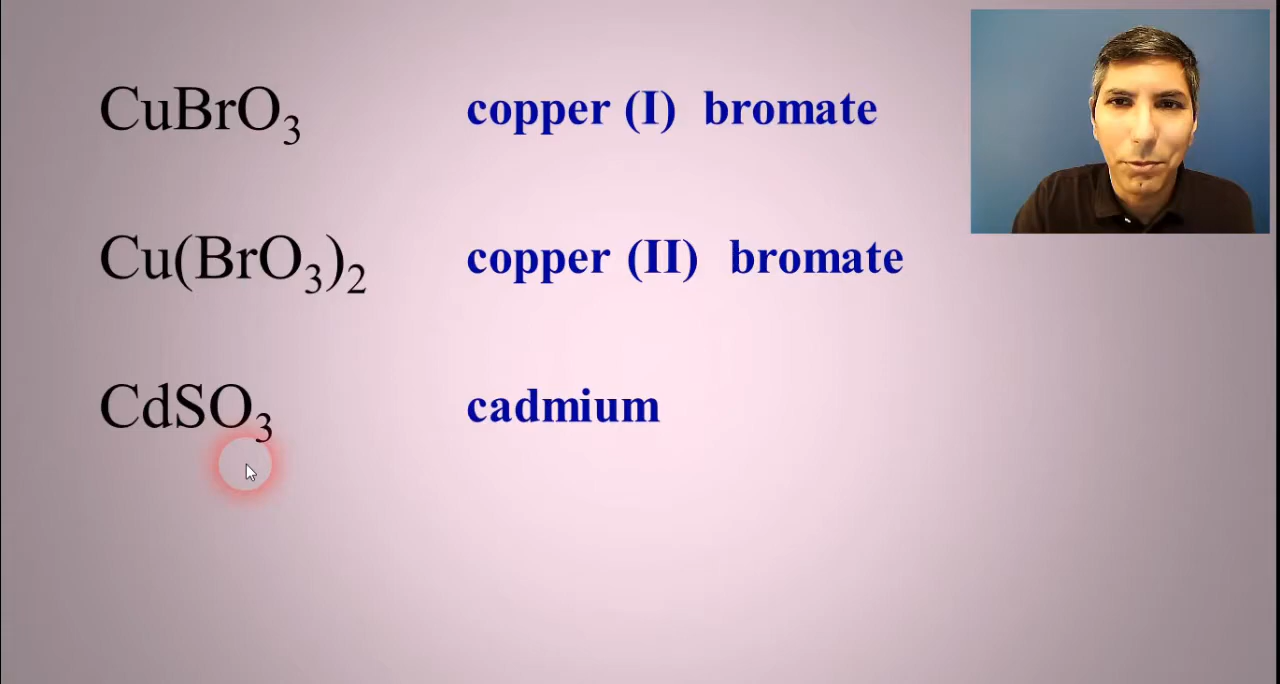 CuBrO₃ copper (I) bromate
Cu(BrO₃)₂ copper (II) bromate
CdSO₃ cadmium